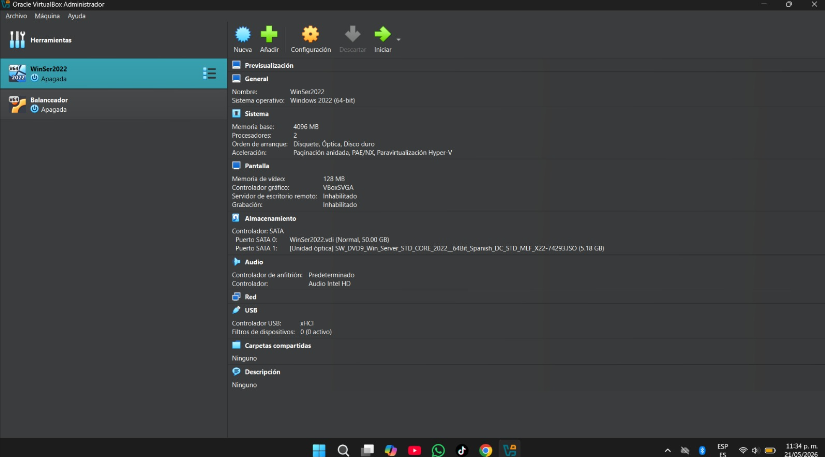 Oracle VirtualBox Administrador
Archivo Máquina Ayuda
Herramientas
WinSer2022
Apagada
Balanceador
Apagada
Nueva Añadir Configuración Descartar Iniciar
Previsualización
General
Nombre: WinSer2022
Sistema operativo: Windows 2022 (64-bit)
Sistema
Memoria base: 4096 MB
Procesadores: 2
Orden de arranque: Disquete, Óptica, Disco duro
Aceleración: Paginación anidada, PAE/NX, Paravirtualización Hyper-V
Pantalla
Memoria de vídeo: 128 MB
Controlador gráfico: VBoxSVGA
Servidor de escritorio remoto: Inhabilitado
Grabación: Inhabilitado
Almacenamiento
Controlador: SATA
Puerto SATA 0: WinSer2022.vdi (Normal, 50.00 GB)
Puerto SATA 1: [Unidad óptica] SW_DVD9_Win_Server_STD_CORE_2022__64Bit_Spanish_DC_STD_MLF_X22-74293.ISO (5.18 GB)
Audio
Controlador de anfitrión: Predeterminado
Controlador: Audio Intel HD
Red
USB
Controlador USB: xHCI
Filtros de dispositivos: 0 (0 activo)
Carpetas compartidas
Ninguno
Descripción
Ninguno
ESP
ES
11:34 p. m.
21/05/2026